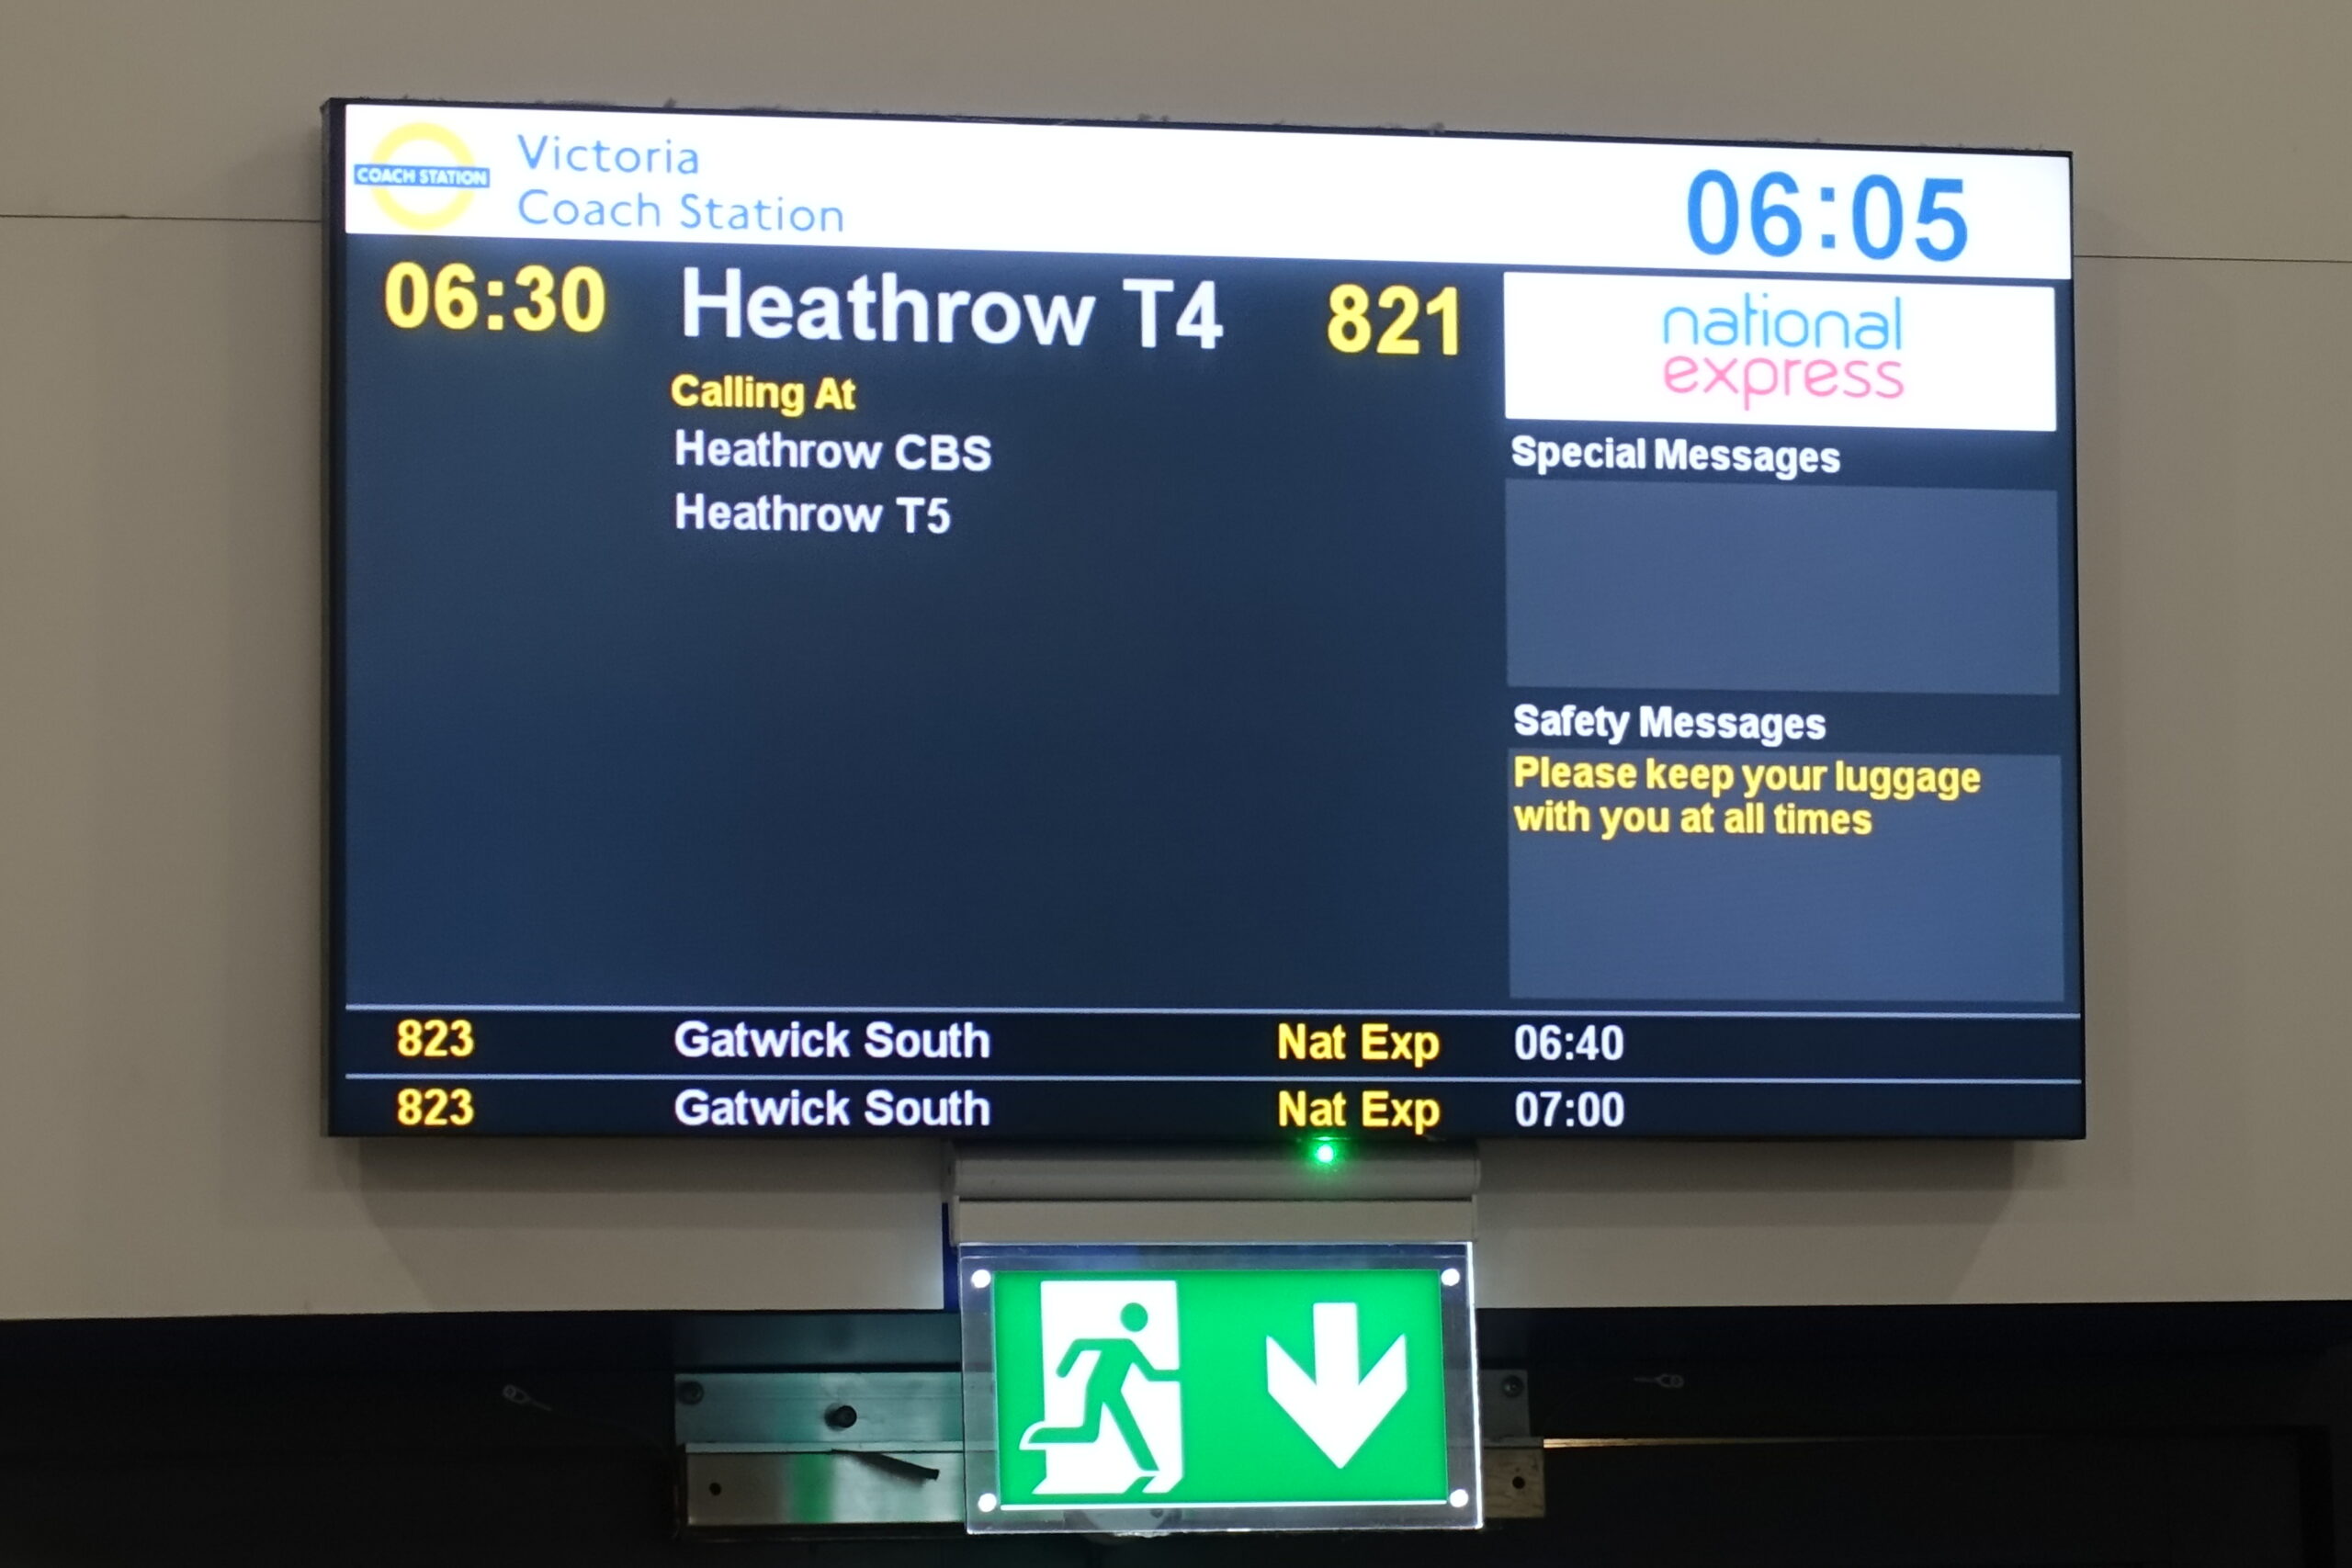 COACH STATION
Victoria
Coach Station
06:05
06:30 Heathrow T4 821
national
express
Calling At
Heathrow CBS
Heathrow T5
Special Messages
Safety Messages
Please keep your luggage
with you at all times
823 Gatwick South Nat Exp 06:40
823 Gatwick South Nat Exp 07:00